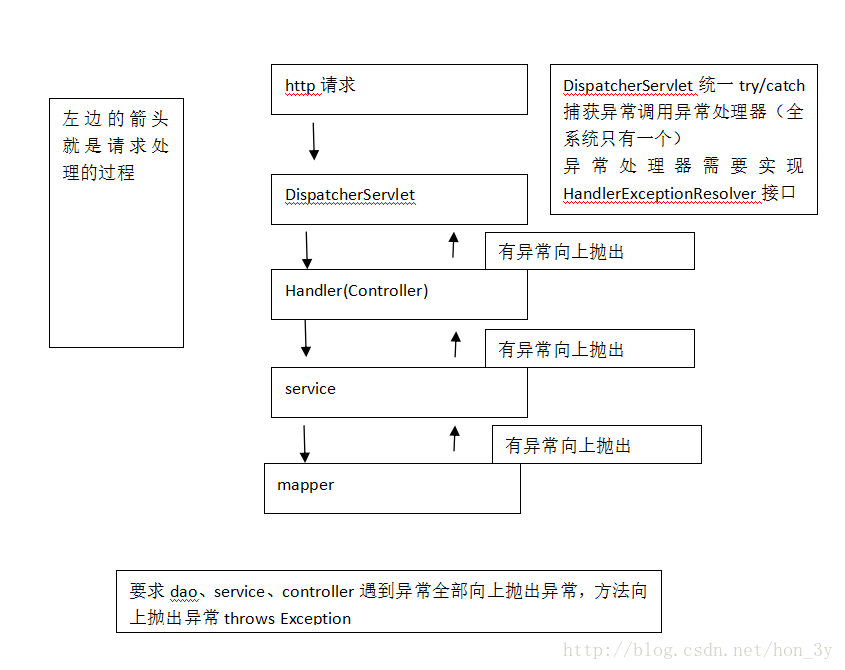 http 请求
左边的箭头
就是请求处
理的过程
DispatcherServlet 统一 try/catch
捕获异常调用异常处理器（全
系统只有一个）
异常处理器需要实现
HandlerExceptionResolver 接口
DispatcherServlet
有异常向上抛出
Handler(Controller)
有异常向上抛出
service
有异常向上抛出
mapper
要求 dao、service、controller 遇到异常全部向上抛出异常，方法向
上抛出异常 throws Exception
http://blog.csdn.net/hon_3y